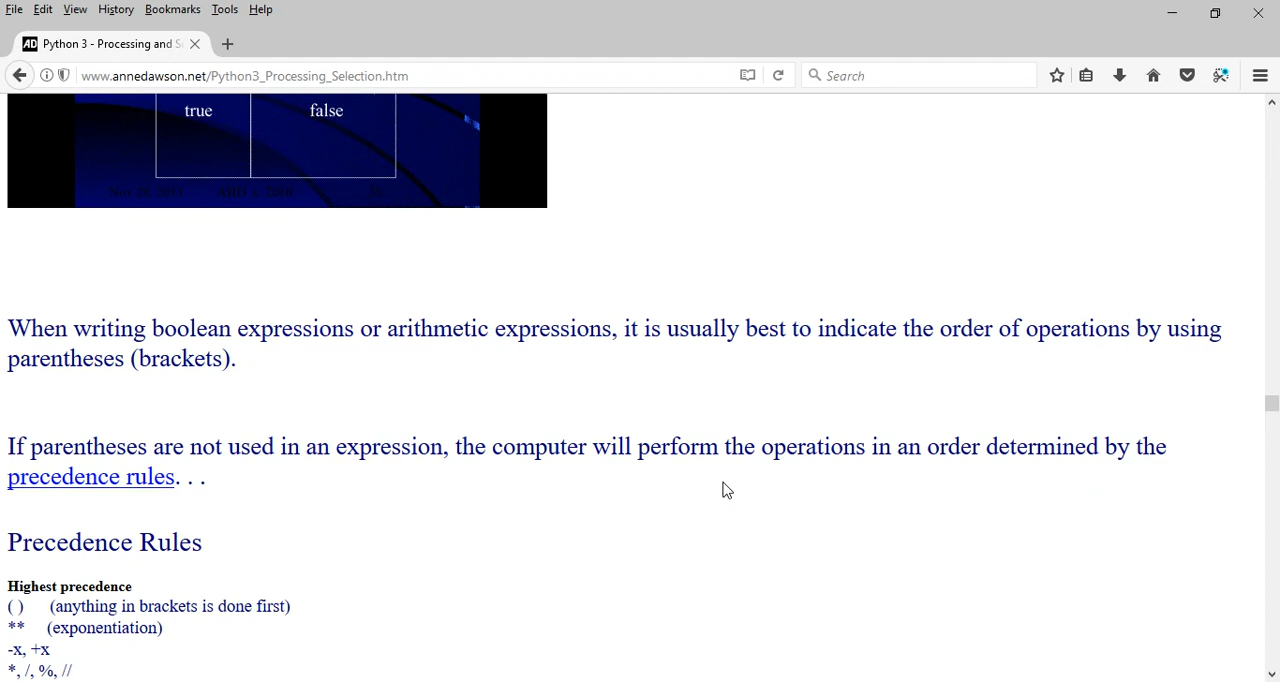 File Edit View History Bookmarks Tools Help
AD Python 3 - Processing and S
www.annedawson.net/Python3_Processing_Selection.htm
Search
true false
When writing boolean expressions or arithmetic expressions, it is usually best to indicate the order of operations by using
parentheses (brackets).
If parentheses are not used in an expression, the computer will perform the operations in an order determined by the
precedence rules. . .
Precedence Rules
Highest precedence
( ) (anything in brackets is done first)
** (exponentiation)
-x, +x
*, /, %, //